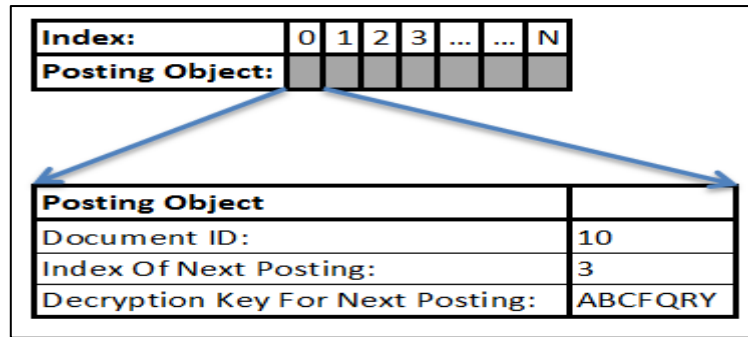 Index: 0 1 2 3 ... ... N
Posting Object:
Posting Object
Document ID: 10
Index Of Next Posting: 3
Decryption Key For Next Posting: ABCFQRY